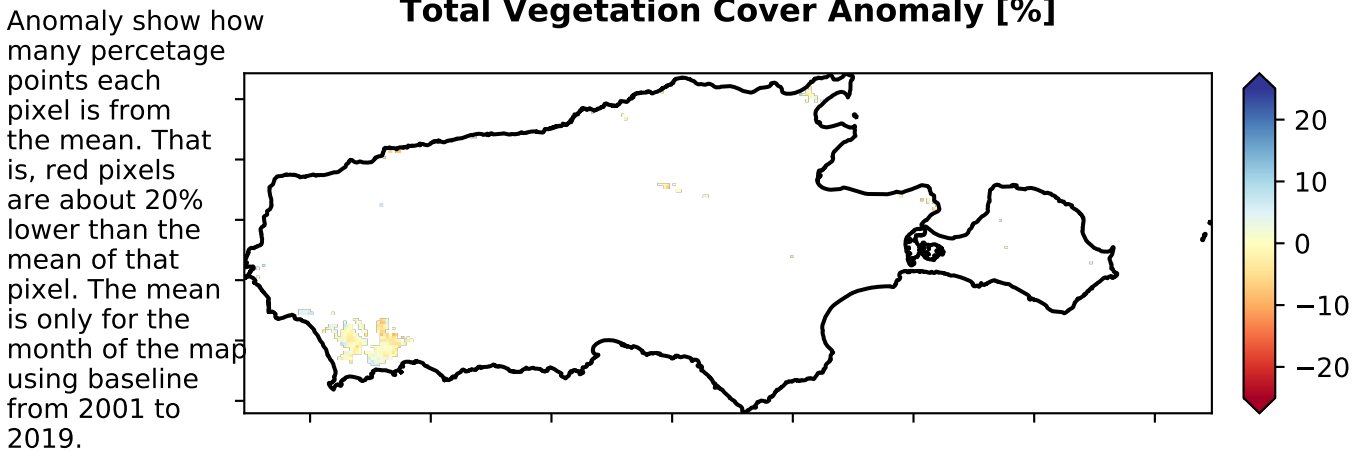 Total Vegetation Cover Anomaly [%]
Anomaly show how
many percetage
points each
pixel is from
the mean. That
is, red pixels
are about 20%
lower than the
mean of that
pixel. The mean
is only for the
month of the map
using baseline
from 2001 to
2019.
20
10
0
−10
−20